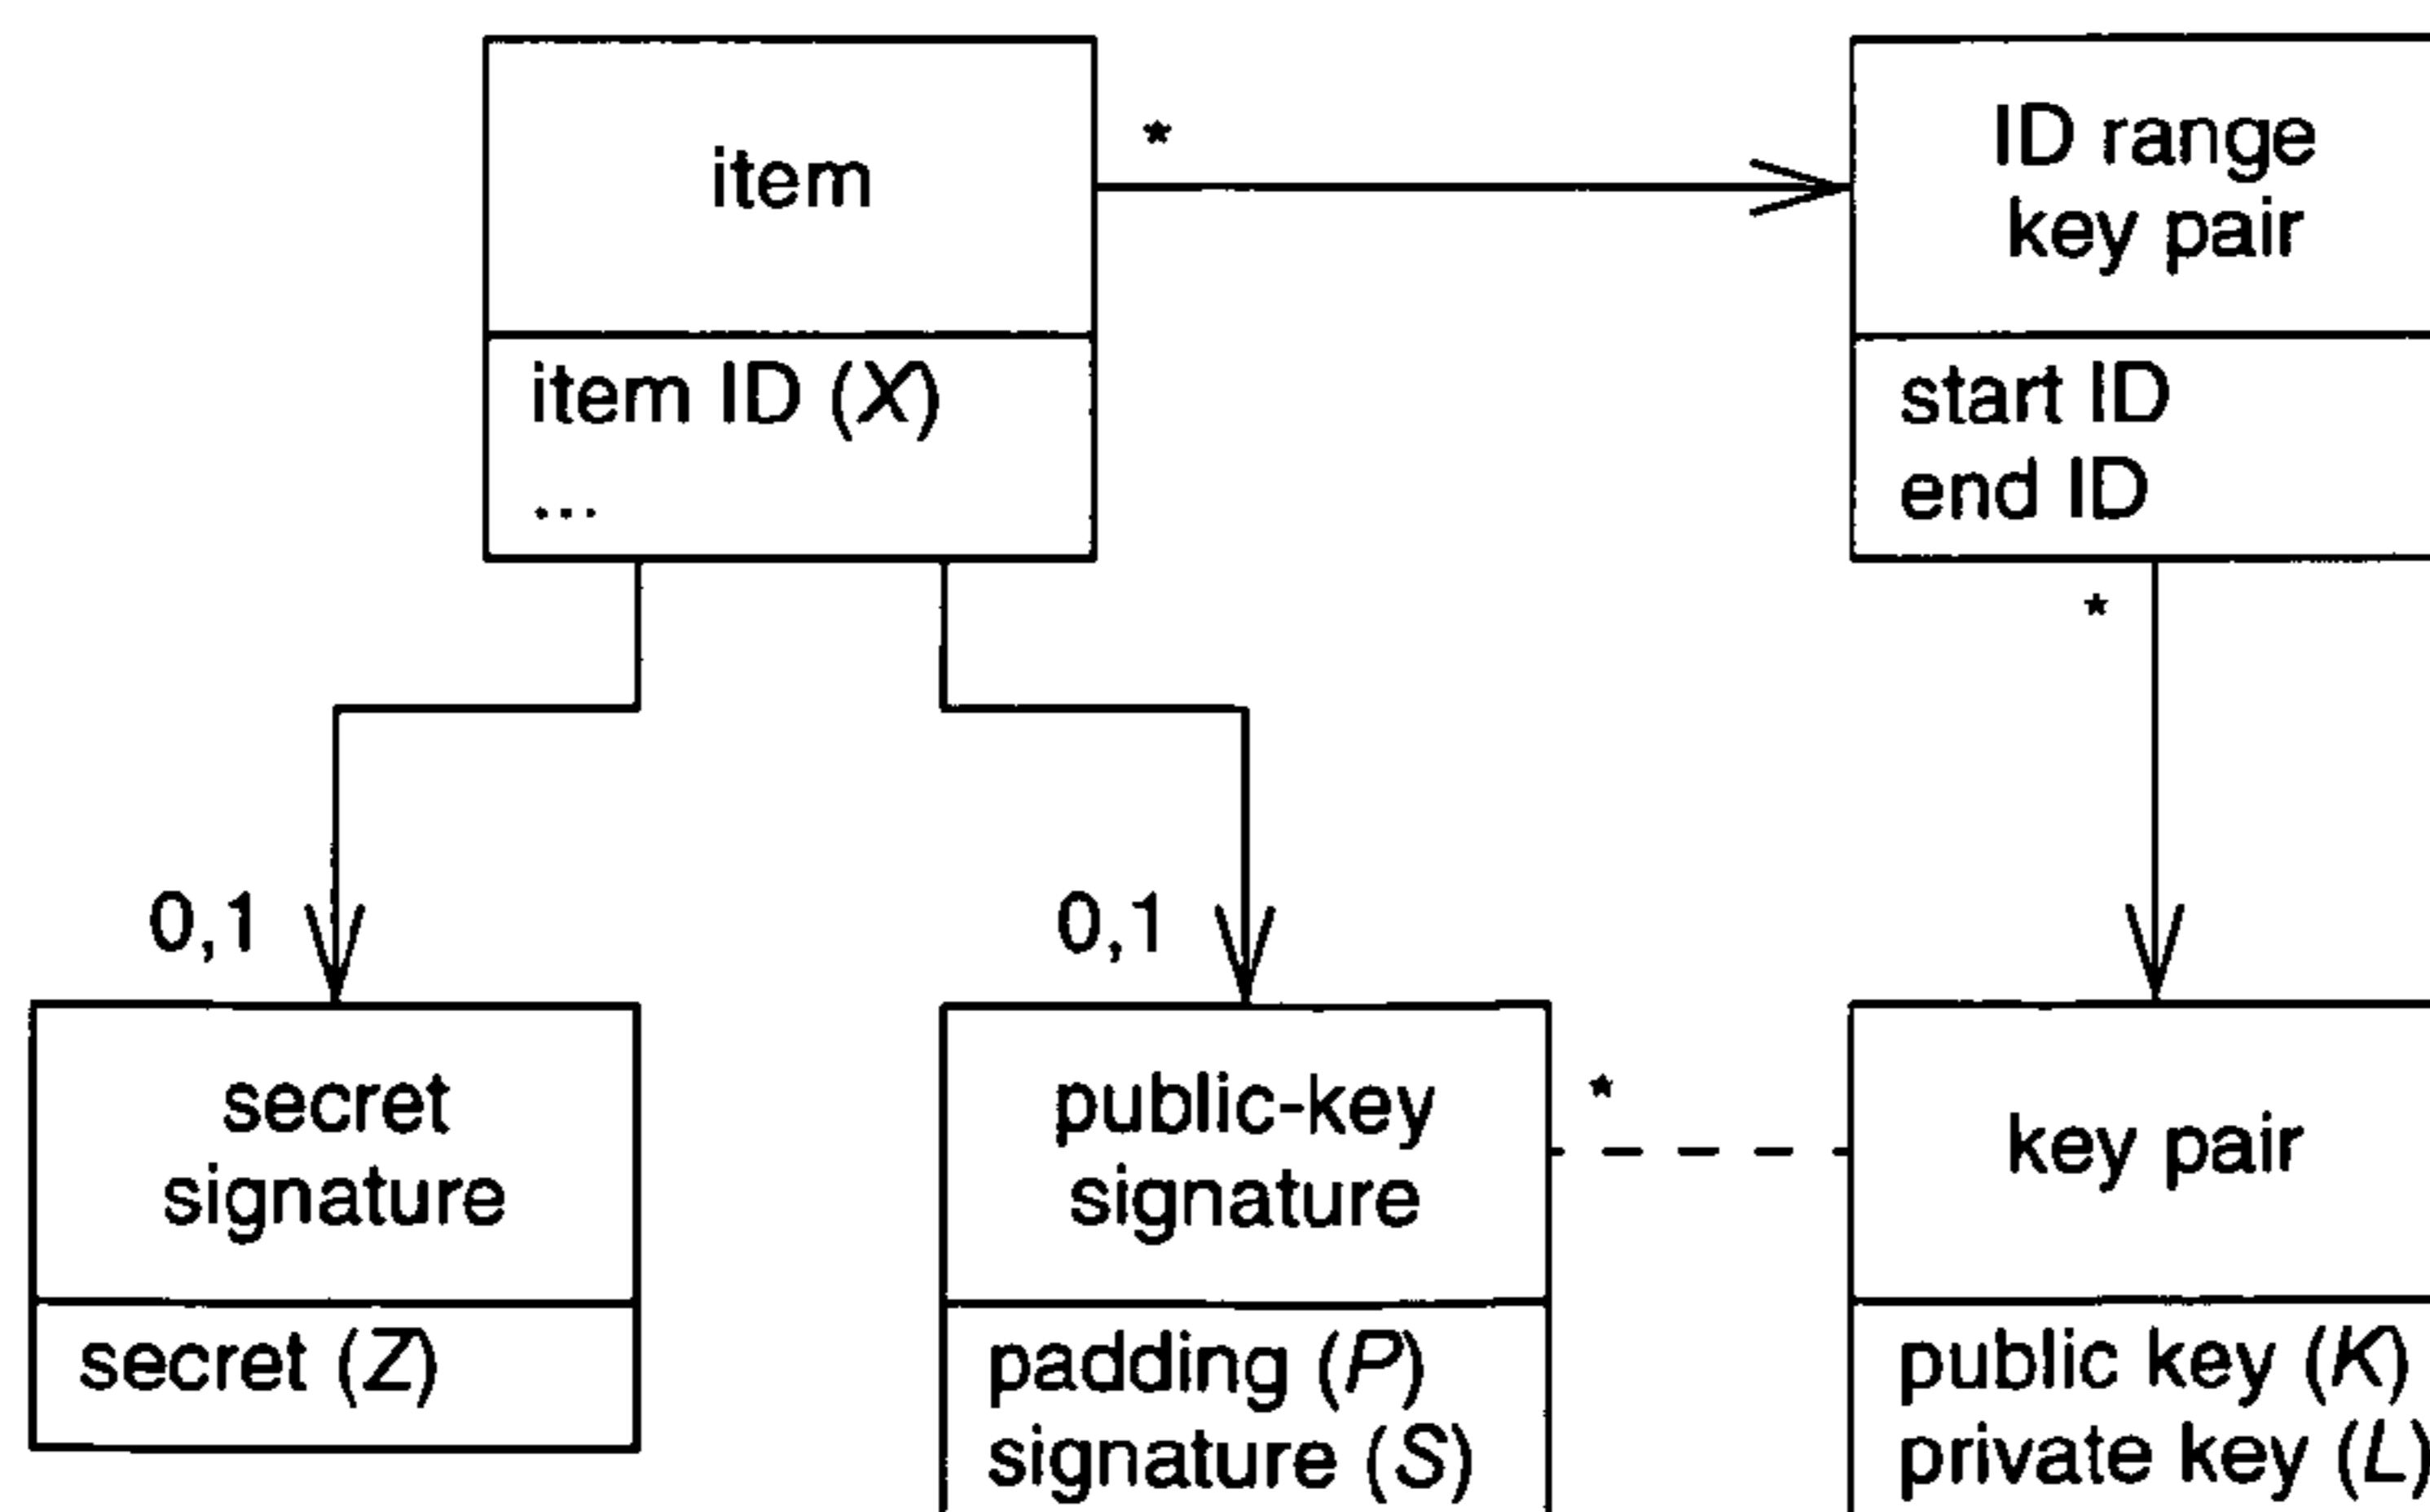 item
item ID (X)
...
*
ID range
key pair
start ID
end ID
*
0,1
0,1
secret
signature
secret (Z)
public-key
signature
padding (P)
signature (S)
*
key pair
public key (K)
private key (L)